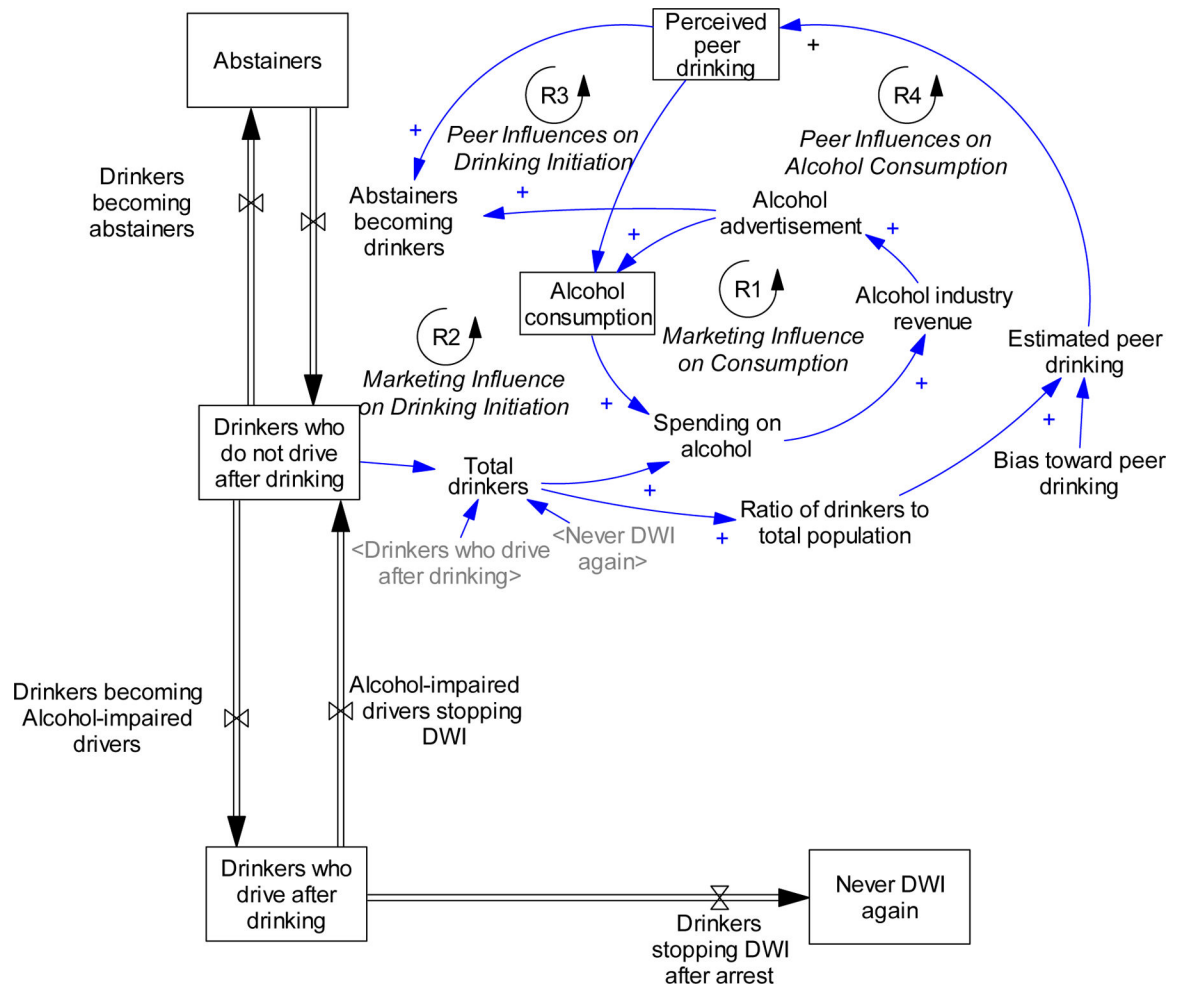 Abstainers
Perceived
peer
drinking
+
R3
R4
Peer Influences on
Drinking Initiation
Peer Influences on
Alcohol Consumption
+
Drinkers
becoming
abstainers
Abstainers
becoming
drinkers
+
Alcohol
advertisement
+
+
Alcohol
consumption
R1
Marketing Influence
on Consumption
Alcohol industry
revenue
R2
Marketing Influence
on Drinking Initiation
Estimated peer
drinking
+
+
Drinkers who
do not drive
after drinking
Spending on
alcohol
+
Bias toward peer
drinking
Total
drinkers
+
Ratio of drinkers to
total population
+
<Drinkers who drive
after drinking>
<Never DWI
again>
Drinkers becoming
Alcohol-impaired
drivers
Alcohol-impaired
drivers stopping
DWI
Drinkers who
drive after
drinking
Never DWI
again
Drinkers
stopping DWI
after arrest